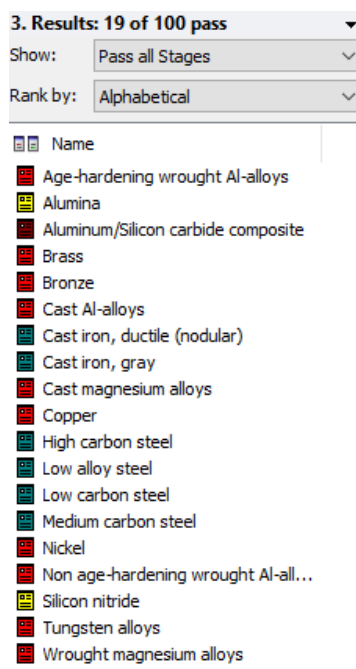 3. Results: 19 of 100 pass
Show: Pass all Stages
Rank by: Alphabetical
Name
Age-hardening wrought Al-alloys
Alumina
Aluminum/Silicon carbide composite
Brass
Bronze
Cast Al-alloys
Cast iron, ductile (nodular)
Cast iron, gray
Cast magnesium alloys
Copper
High carbon steel
Low alloy steel
Low carbon steel
Medium carbon steel
Nickel
Non age-hardening wrought Al-all...
Silicon nitride
Tungsten alloys
Wrought magnesium alloys